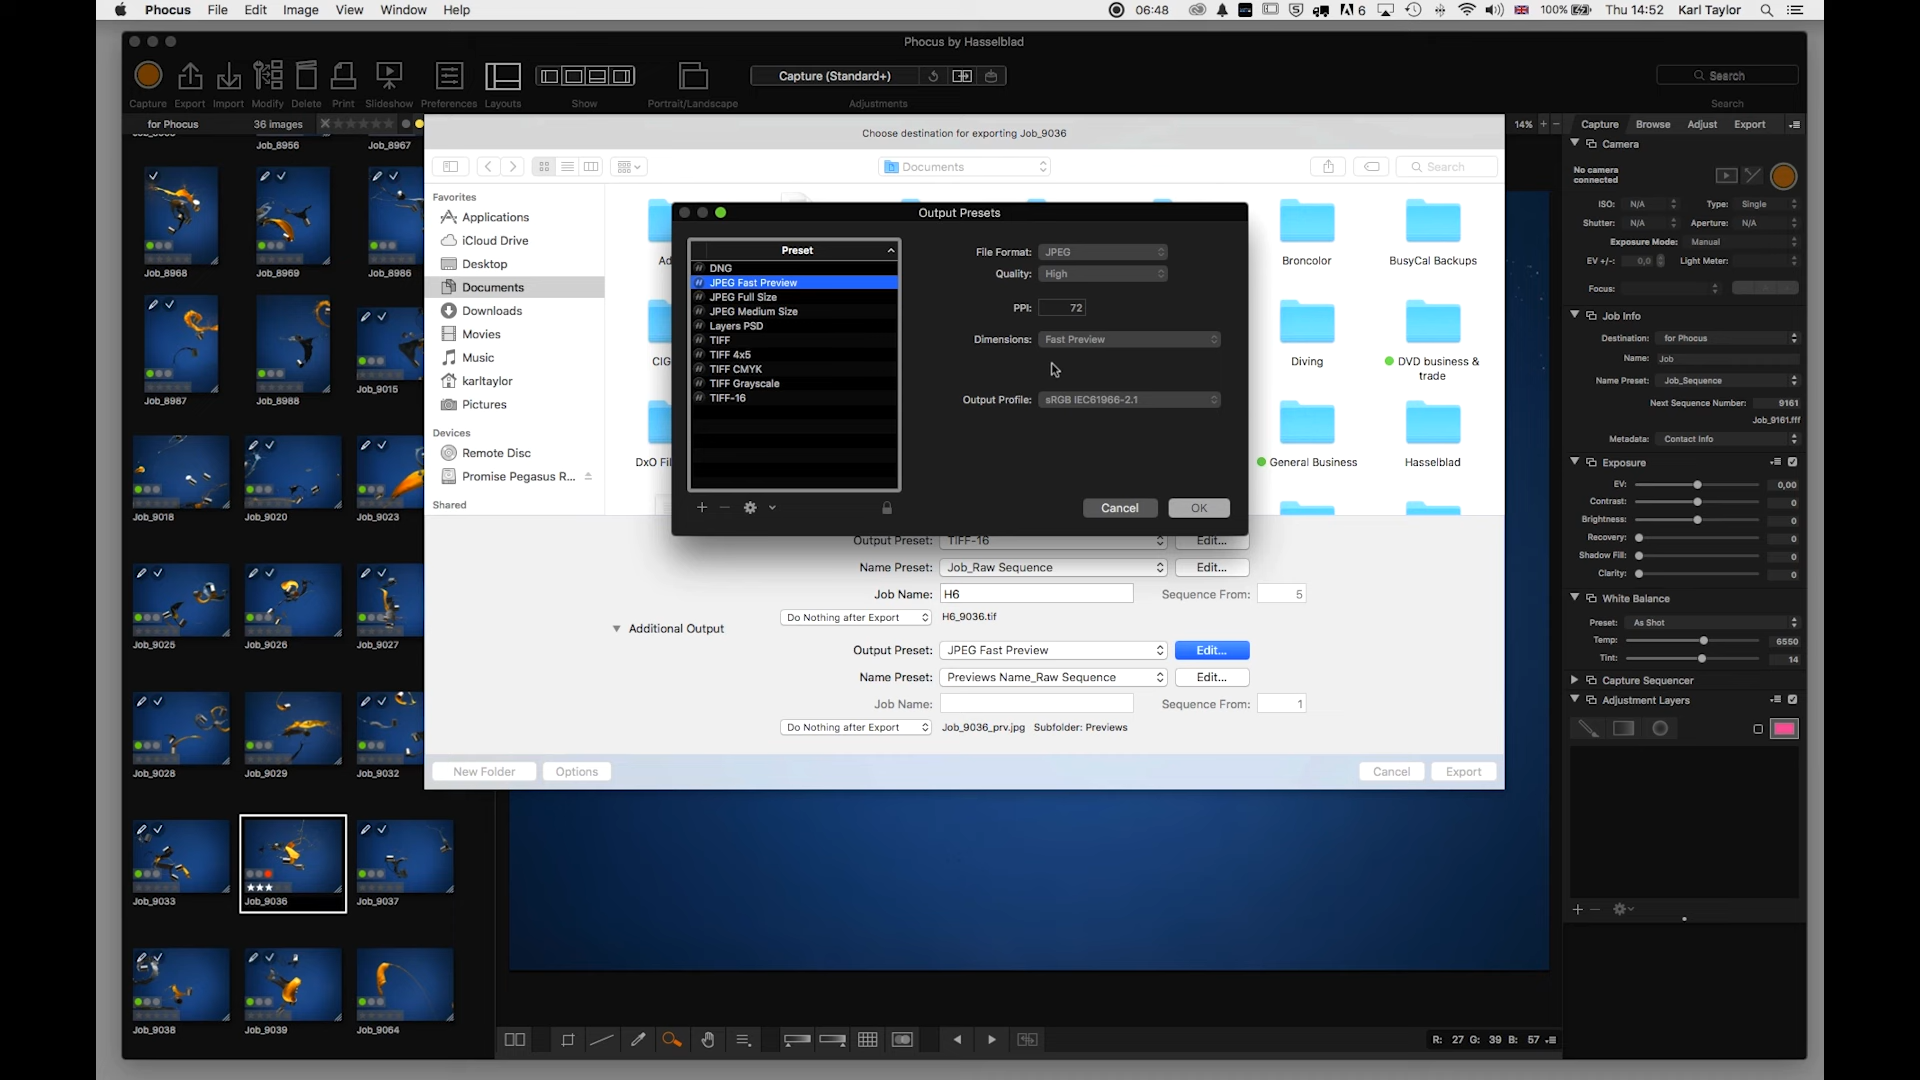 Phocus File Edit Image View Window Help
06:48 6 100% Thu 14:52 Karl Taylor
Phocus by Hasselblad
Capture Export Import Modify Delete Print Slideshow Preferences Layouts Show Portrait/Landscape
Capture (Standard+)
Adjustments
Search
Search
for Phocus 36 images
14% + −
Capture Browse Adjust Export
Job_8956 Job_8967
Job_8968 Job_8969 Job_8986
Job_8987 Job_8988 Job_9015
Job_9018 Job_9020 Job_9023
Job_9025 Job_9026 Job_9027
Job_9028 Job_9029 Job_9032
Job_9033 Job_9036 Job_9037
Job_9038 Job_9039 Job_9064
Choose destination for exporting Job_9036
Documents
Search
Favorites
Applications
iCloud Drive
Desktop
Documents
Downloads
Movies
Music
karltaylor
Pictures
Devices
Remote Disc
Promise Pegasus R...
Shared
Ad
Broncolor
BusyCal Backups
CIG
Diving
DVD business & trade
DxO Fil
General Business
Hasselblad
Output Presets
Preset
DNG
JPEG Fast Preview
JPEG Full Size
JPEG Medium Size
Layers PSD
TIFF
TIFF 4x5
TIFF CMYK
TIFF Grayscale
TIFF-16
File Format: JPEG
Quality: High
PPI: 72
Dimensions: Fast Preview
Output Profile: sRGB IEC61966-2.1
Cancel OK
Output Preset: TIFF-16 Edit...
Name Preset: Job_Raw Sequence Edit...
Job Name: H6 Sequence From: 5
Do Nothing after Export H6_9036.tif
Additional Output
Output Preset: JPEG Fast Preview Edit...
Name Preset: Previews Name_Raw Sequence Edit...
Job Name: Sequence From: 1
Do Nothing after Export Job_9036_prv.jpg Subfolder: Previews
New Folder Options Cancel Export
Camera
No camera connected
ISO: N/A Type: Single
Shutter: N/A Aperture: N/A
Exposure Mode: Manual
EV +/-: 0,0 Light Meter:
Focus:
Job Info
Destination: for Phocus
Name: Job
Name Preset: Job_Sequence
Next Sequence Number: 9161
Job_9161.fff
Metadata: Contact Info
Exposure
EV: 0,00
Contrast: 0
Brightness: 0
Recovery: 0
Shadow Fill: 0
Clarity: 0
White Balance
Preset: As Shot
Temp: 6550
Tint: 14
Capture Sequencer
Adjustment Layers
R: 27 G: 39 B: 57